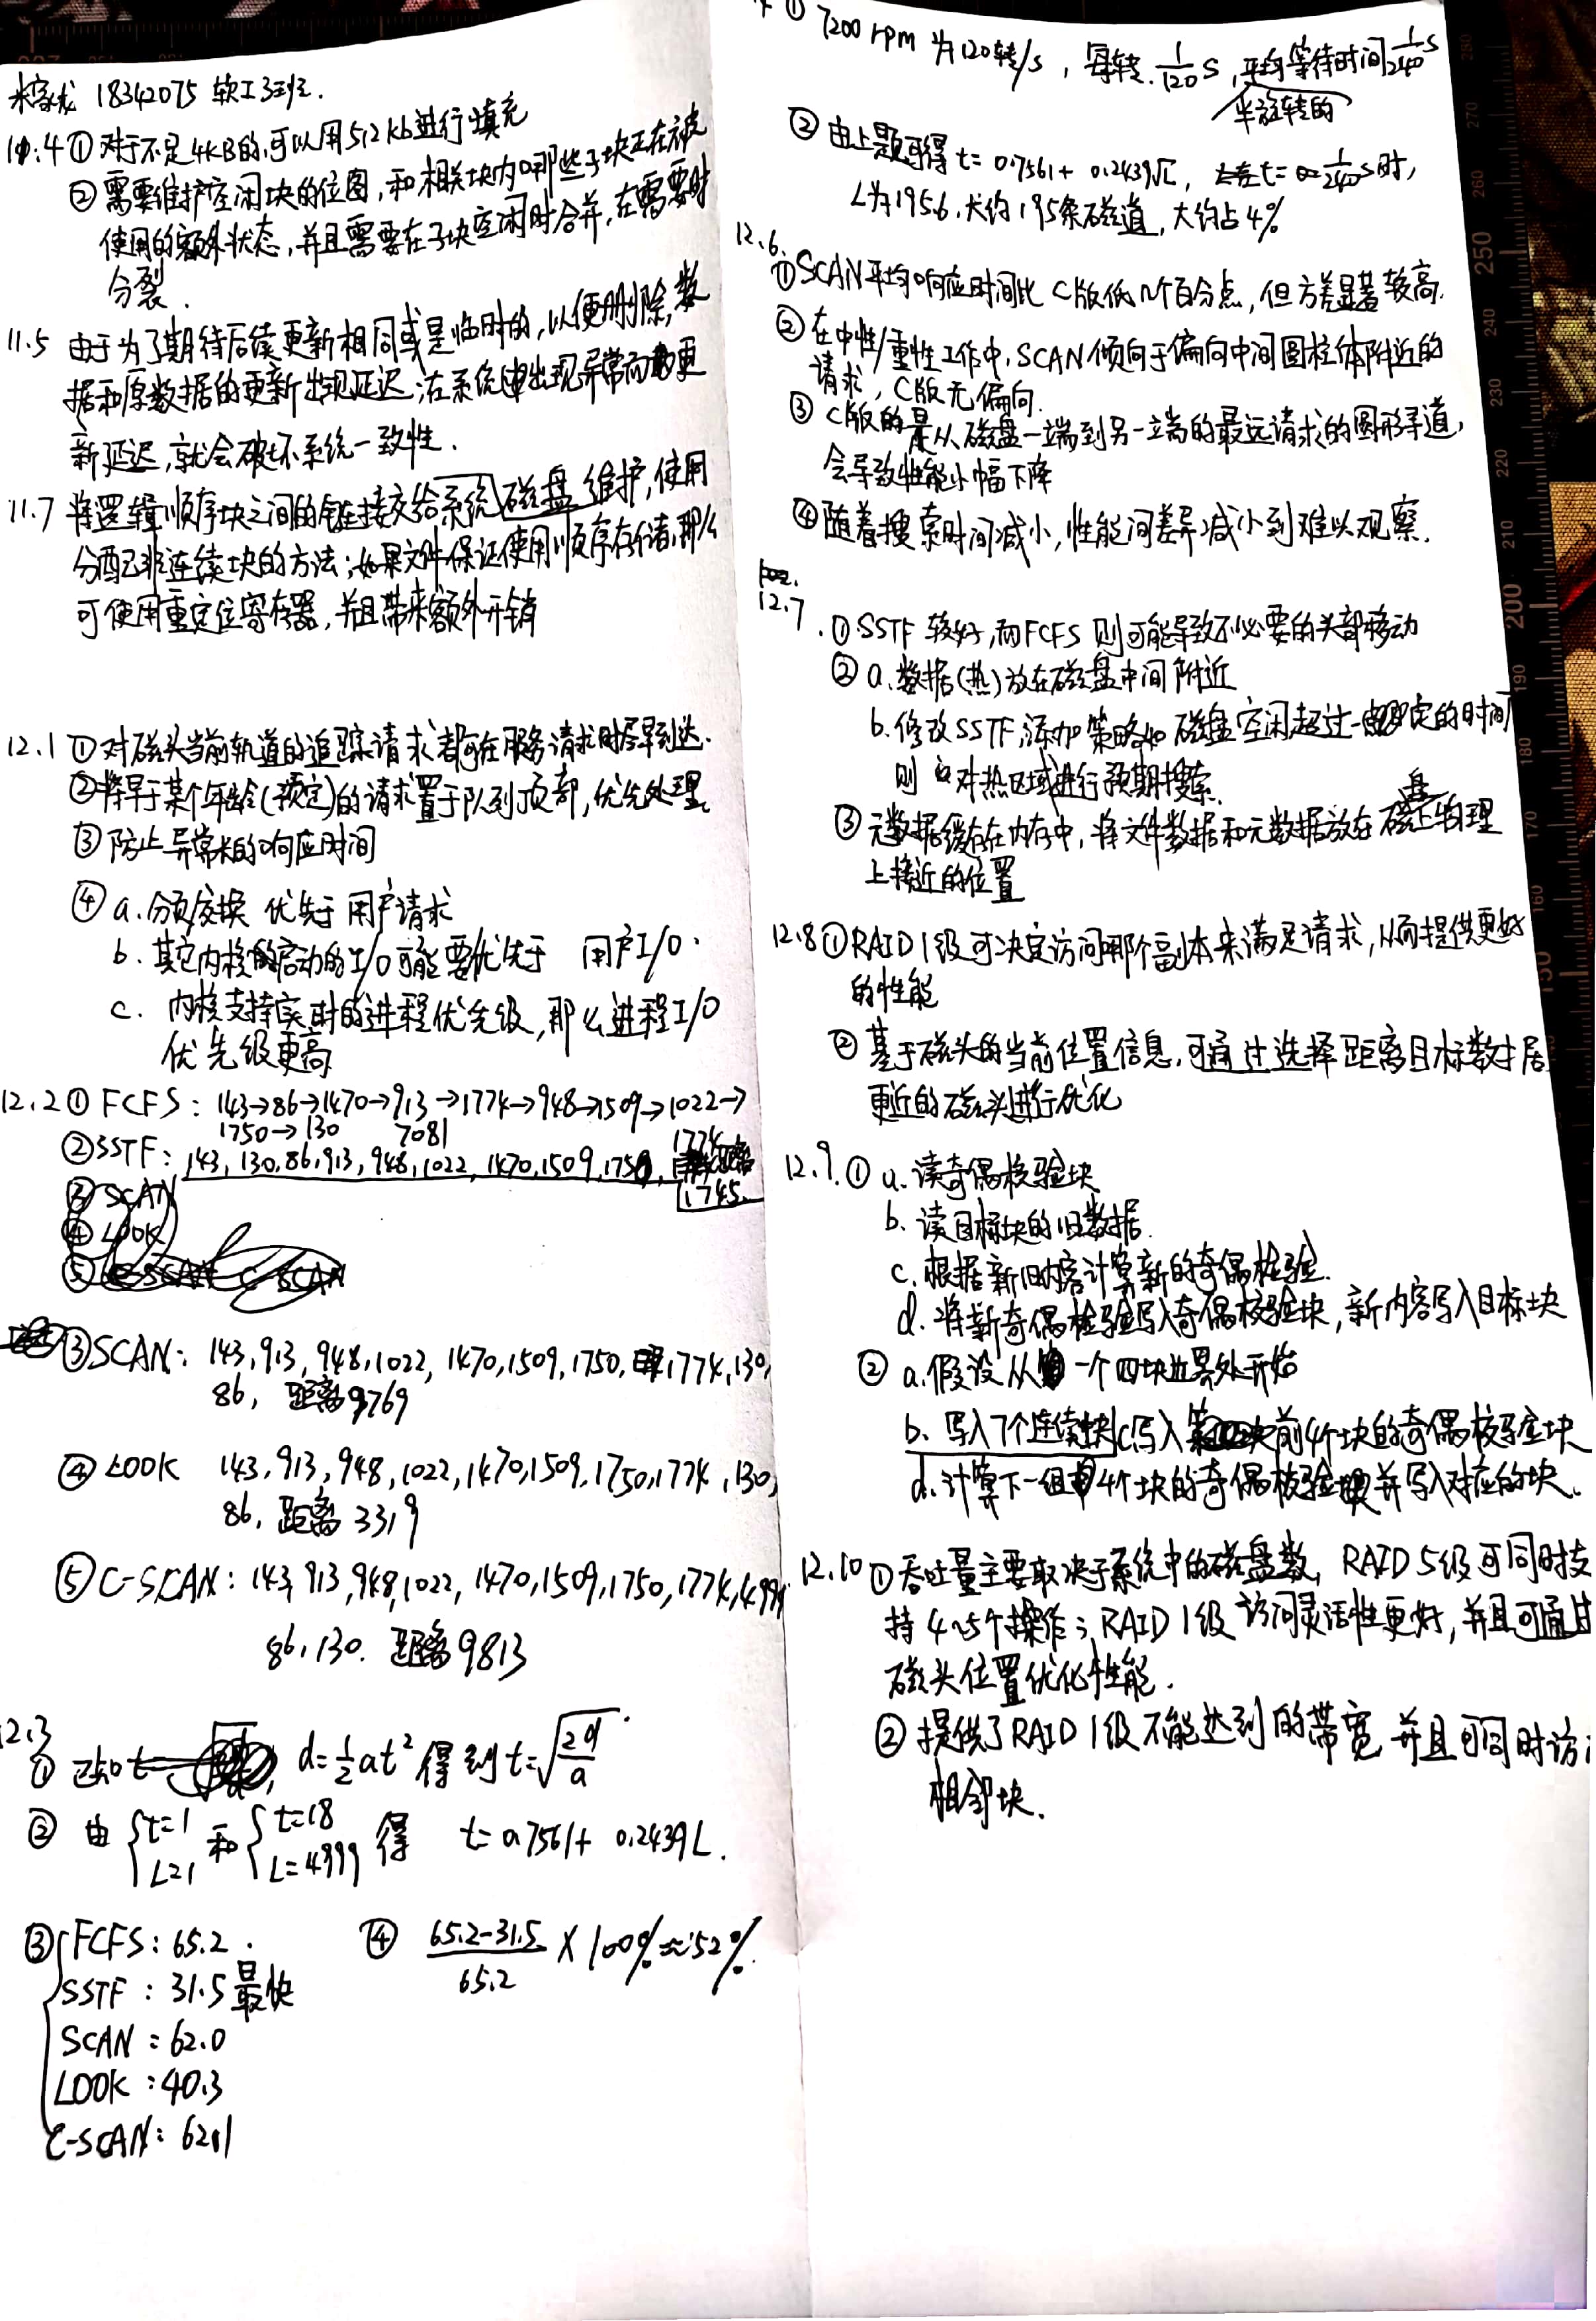 18342075 软工3班.
11.4 ① 对于不足4KB的,可以用512kb进行填充
② 需要维护空闲块的位图,和相关块内哪些子块正在被
使用的额外状态,并且需要在子块空闲时合并,在需要时
分裂.
11.5 由于为了期待后续更新相同或是临时的,以便删除,数
据和原数据的更新出现延迟;在系统中出现异常而更
新延迟,就会破坏系统一致性.
11.7 将逻辑顺序块之间的链接交给系统磁盘维护,使用
分配非连续块的方法;如果文件保证使用顺序存储,那么
可使用重定位寄存器,并且带来额外开销
12.1 ① 对磁头当前轨道的追踪请求都可在服务请求时尽早到达.
② 将早于某个年龄(预定)的请求置于队列顶部,优先处理.
③ 防止异常长的响应时间
④ a.分页交换 优先于 用户请求
b. 其它内核的启动的I/O可能要优先于 用户I/O.
c. 内核支持实时的进程优先级,那么进程I/O
优先级更高
12.2 ① FCFS: 143→86→1470→913→1774→948→1509→1022→
1750→130 7081
② SSTF: 143,130,86,913,948,1022,1470,1509,1750,1774
1745.
③ SCAN
④ LOOK
⑤ C-SCAN
③ SCAN: 143,913,948,1022,1470,1509,1750,1774,130,
86, 距离9769
④ LOOK 143,913,948,1022,1470,1509,1750,1774,130,
86, 距离3319
⑤ C-SCAN: 143,913,948,1022,1470,1509,1750,1774,4999
86,130. 距离9813
12.3
① 已知 d=½at² 得到 t=√(2d/a).
② 由 {t=1 L=1 和 {t=18 L=4999 得 t=0.7561+0.2439L.
③ FCFS: 65.2. ④ (65.2-31.5)/65.2 ×100%≈52%.
SSTF: 31.5最快
SCAN: 62.0
LOOK: 40.3
C-SCAN: 62.1
4 ① 7200rpm 为120转/s, 每转 1/120 s,平均等待时间1/240 s
半旋转的
② 由上题可得 t=0.7561+0.2439√L, 在t=1/240 s时,
L为195.6,大约195条磁道,大约占4%
12.6.
① SCAN平均响应时间比C版低几个百分点,但方差显著较高.
② 在中性/重性工作中,SCAN倾向于偏向中间圆柱体附近的
请求,C版无偏向.
③ C版的是从磁盘一端到另一端的最远请求的圆形寻道,
会导致性能小幅下降
④ 随着搜索时间减小,性能间差异减小到难以观察.
12.7
① SSTF 较好,而FCFS 则可能导致不必要的头部移动
② a.数据(热)放在磁盘中间附近
b.修改SSTF,添加策略如磁盘空闲超过一定的时间
则对热区域进行预期搜索.
③ 元数据缓存在内存中,将文件数据和元数据放在磁盘上物理
上接近的位置
12.8 ① RAID 1级可决定访问哪个副本来满足请求,从而提供更好
的性能
② 基于磁头的当前位置信息,可通过选择距离目标数据
更近的磁头进行优化
12.9. ① a.读奇偶校验块
b. 读目标块的旧数据.
c. 根据新旧内容计算新的奇偶检验.
d. 将新奇偶检验写入奇偶校验块,新内容写入目标块
② a.假设从一个四块边界处开始
b. 写入7个连续块 c.写入前4个块的奇偶校验块
d.计算下一组4个块的奇偶校验块并写入对应的块.
12.10 ① 吞吐量主要取决于系统中的磁盘数, RAID 5级可同时支
持4~5个操作; RAID 1级访问灵活性更好,并且可通过
磁头位置优化性能.
② 提供了RAID 1级不能达到的带宽 并且可同时访
相邻块.